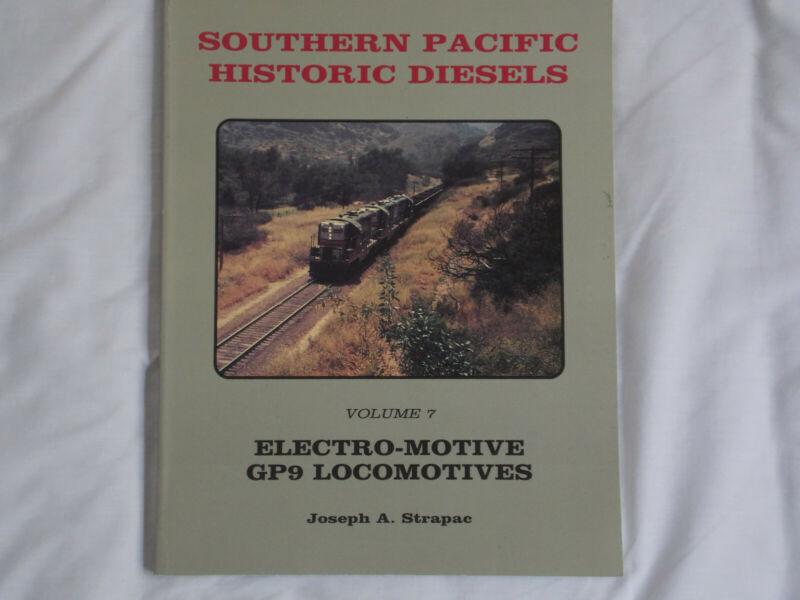 SOUTHERN PACIFIC
HISTORIC DIESELS
VOLUME 7
ELECTRO-MOTIVE
GP9 LOCOMOTIVES
Joseph A. Strapac